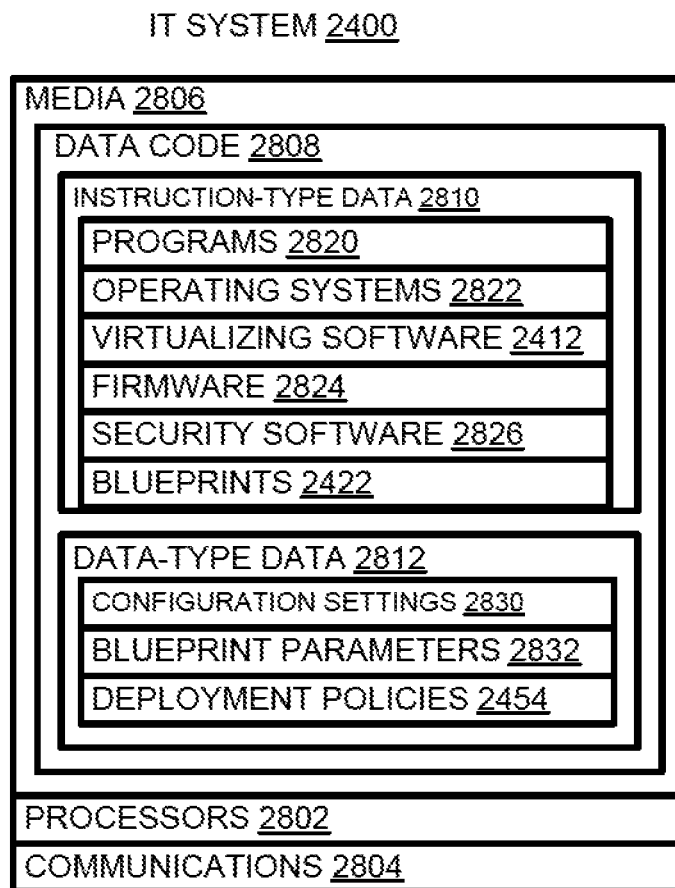 IT SYSTEM 2400
MEDIA 2806
DATA CODE 2808
INSTRUCTION-TYPE DATA 2810
PROGRAMS 2820
OPERATING SYSTEMS 2822
VIRTUALIZING SOFTWARE 2412
FIRMWARE 2824
SECURITY SOFTWARE 2826
BLUEPRINTS 2422
DATA-TYPE DATA 2812
CONFIGURATION SETTINGS 2830
BLUEPRINT PARAMETERS 2832
DEPLOYMENT POLICIES 2454
PROCESSORS 2802
COMMUNICATIONS 2804